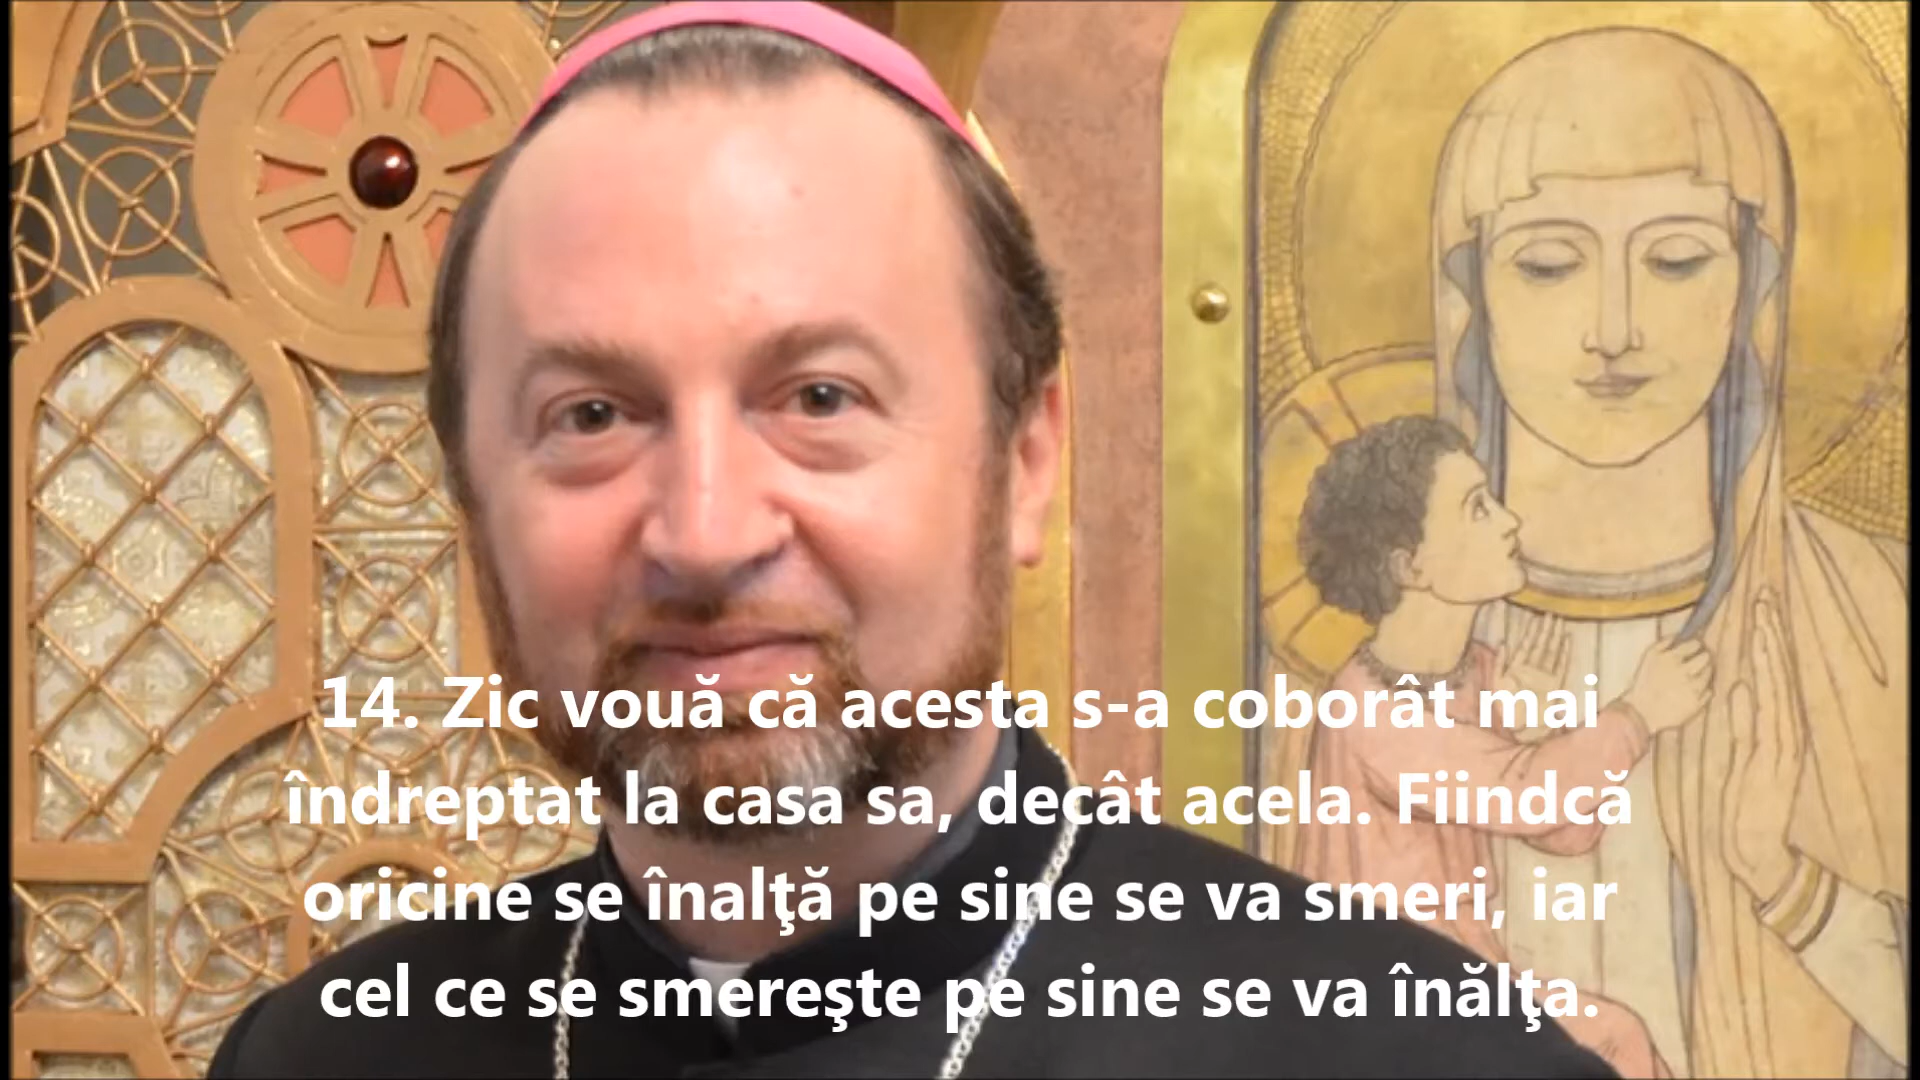 14. Zic vouă că acesta s-a coborât mai
îndreptat la casa sa, decât acela. Fiindcă
oricine se înalţă pe sine se va smeri, iar
cel ce se smereşte pe sine se va înălţa.